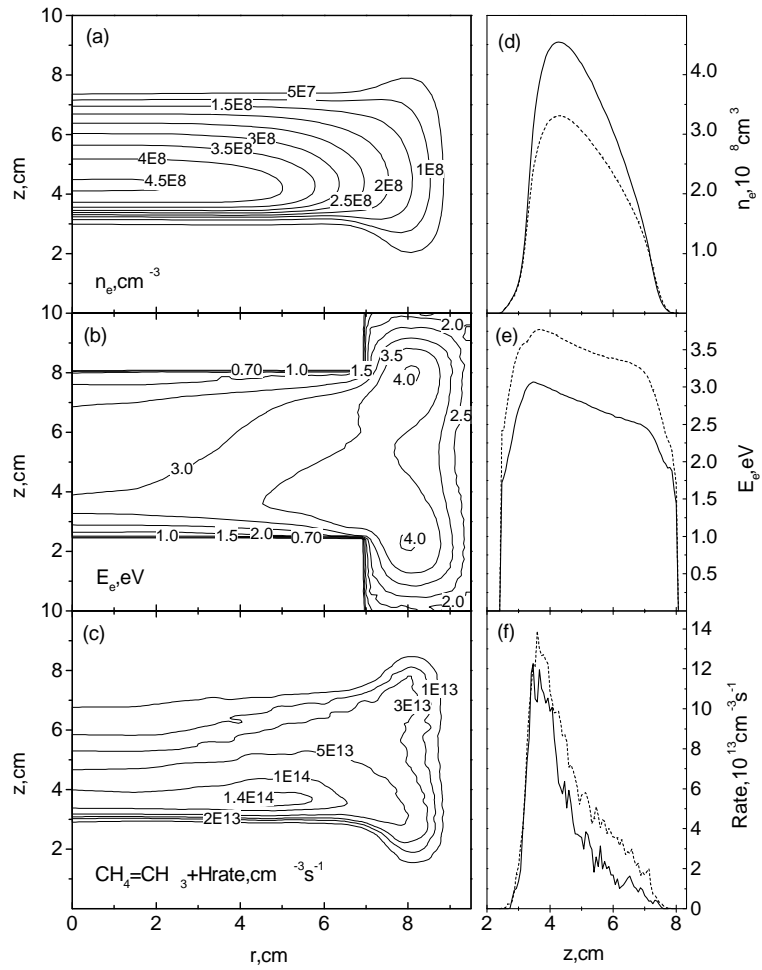 (a)
10
8
6
4
2
z,cm
5E7
1.5E8
3E8
3.5E8
4E8
4.5E8
1E8
2E8
2.5E8
n_e,cm -3
(d)
4.0
3.0
2.0
1.0
n_e,10 8cm 3
(b)
10
8
6
4
2
z,cm
0.70 1.0 1.5
3.5
2.0
4.0
2.5
3.0
4.0
1.0 1.5 2.0 0.70
2.0
E_e,eV
(e)
3.5
3.0
2.5
2.0
1.5
1.0
0.5
E_e,eV
(c)
10
8
6
4
2
0
z,cm
1E13
3E13
5E13
1E14
1.4E14
2E13
CH4=CH 3+Hrate,cm -3s-1
0 2 4 6 8
r,cm
(f)
14
12
10
8
6
4
2
0
Rate,10 13cm -3s-1
2 4 6 8
z,cm